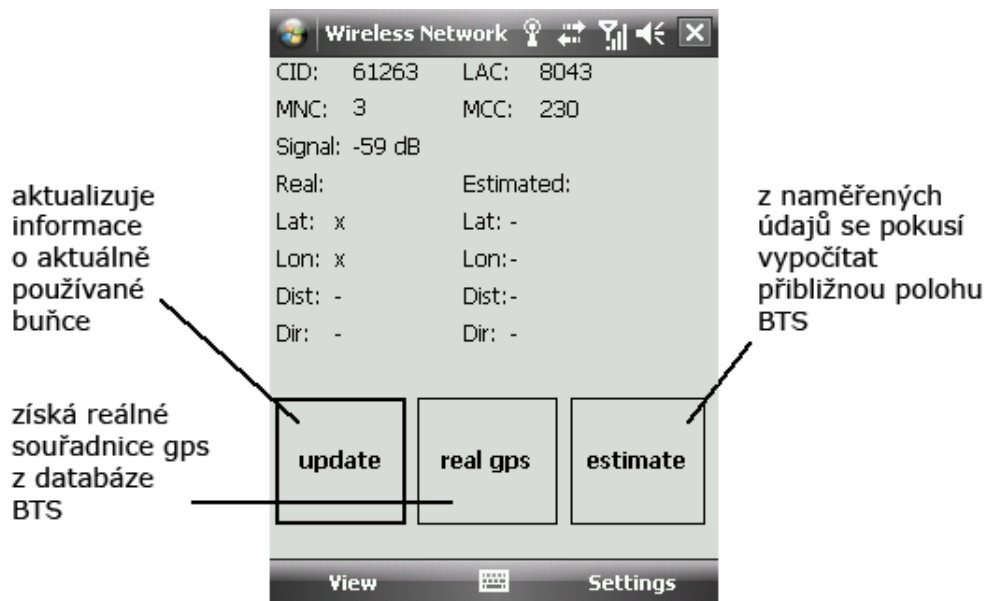 Wireless Network
CID: 61263 LAC: 8043
MNC: 3 MCC: 230
Signal: -59 dB
Real: Estimated:
Lat: x Lat: -
Lon: x Lon:-
Dist: - Dist:-
Dir: - Dir: -
update real gps estimate
View Settings
aktualizuje
informace
o aktuálně
používané
buňce
získá reálné
souřadnice gps
z databáze
BTS
z naměřených
údajů se pokusí
vypočítat
přibližnou polohu
BTS